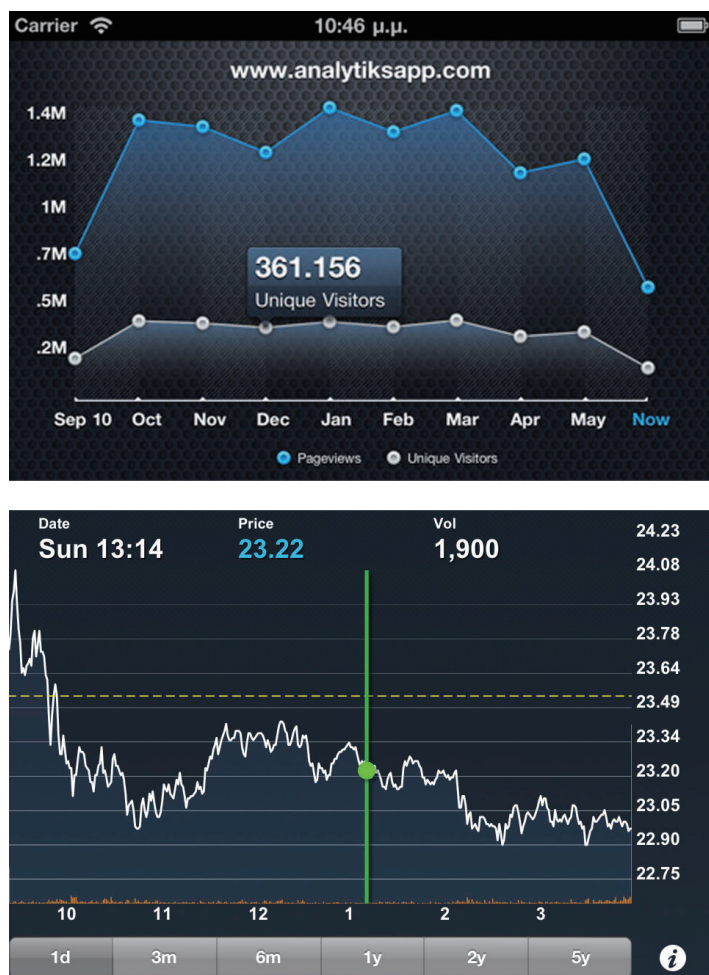 Carrier 10:46 μ.μ.
www.analytiksapp.com
1.4M
1.2M
1M
.7M
.5M
.2M
361.156
Unique Visitors
Sep 10 Oct Nov Dec Jan Feb Mar Apr May Now
Pageviews Unique Visitors
Date Price Vol
Sun 13:14 23.22 1,900
24.23
24.08
23.93
23.78
23.64
23.49
23.34
23.20
23.05
22.90
22.75
10 11 12 1 2 3
1d 3m 6m 1y 2y 5y i